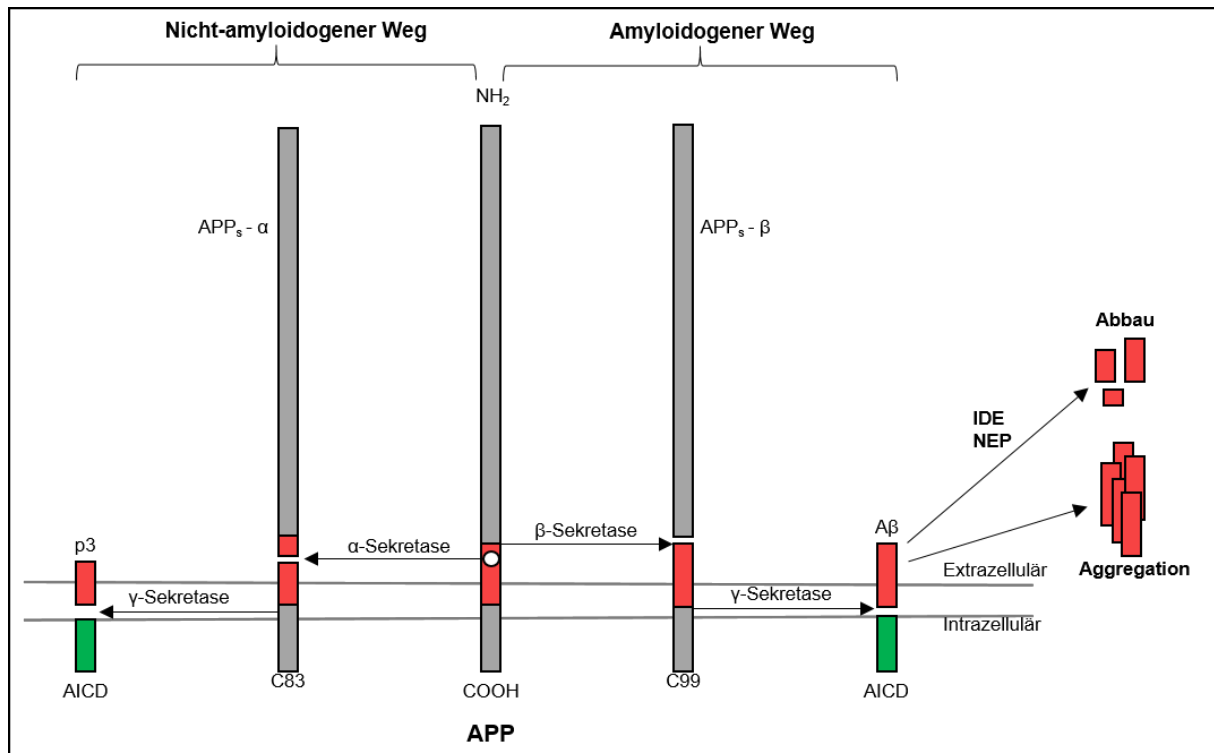 Nicht-amyloidogener Weg
Amyloidogener Weg
NH₂
APPₛ - α
APPₛ - β
Abbau
IDE
NEP
p3
α-Sekretase
β-Sekretase
Aβ
Extrazellulär
Aggregation
γ-Sekretase
γ-Sekretase
Intrazellulär
AICD
C83
COOH
C99
AICD
APP